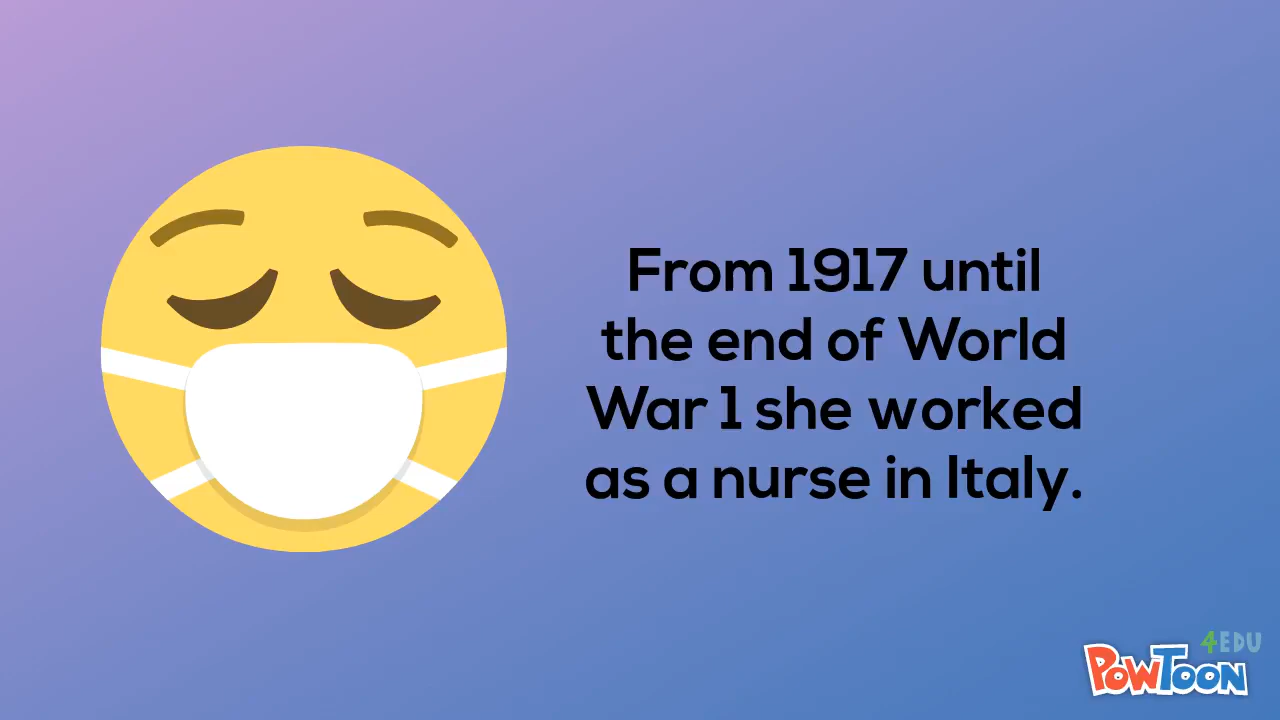 From 1917 until
the end of World
War 1 she worked
as a nurse in Italy.
4EDU
POWTOON